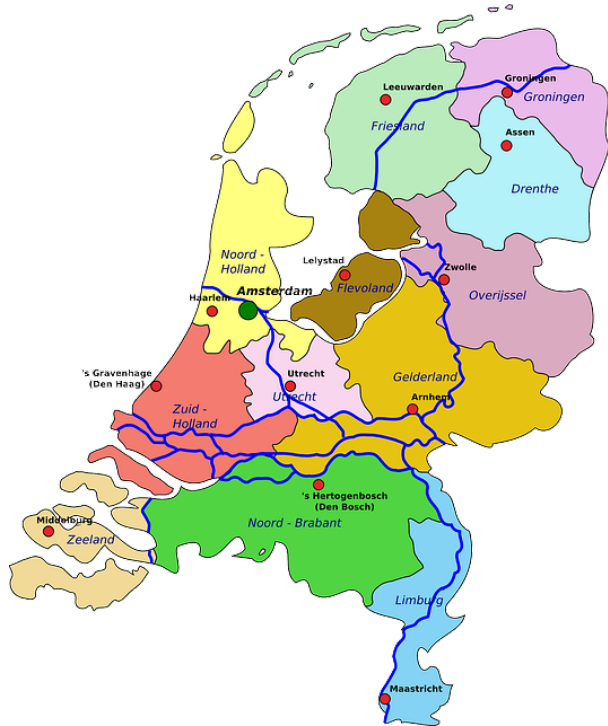 Leeuwarden
Groningen
Groningen
Friesland
Assen
Drenthe
Noord -
Holland
Lelystad
Zwolle
Flevoland
Overijssel
Amsterdam
Haarlem
's Gravenhage
(Den Haag)
Utrecht
Utrecht
Gelderland
Arnhem
Zuid -
Holland
's Hertogenbosch
(Den Bosch)
Middelburg
Zeeland
Noord - Brabant
Limburg
Maastricht